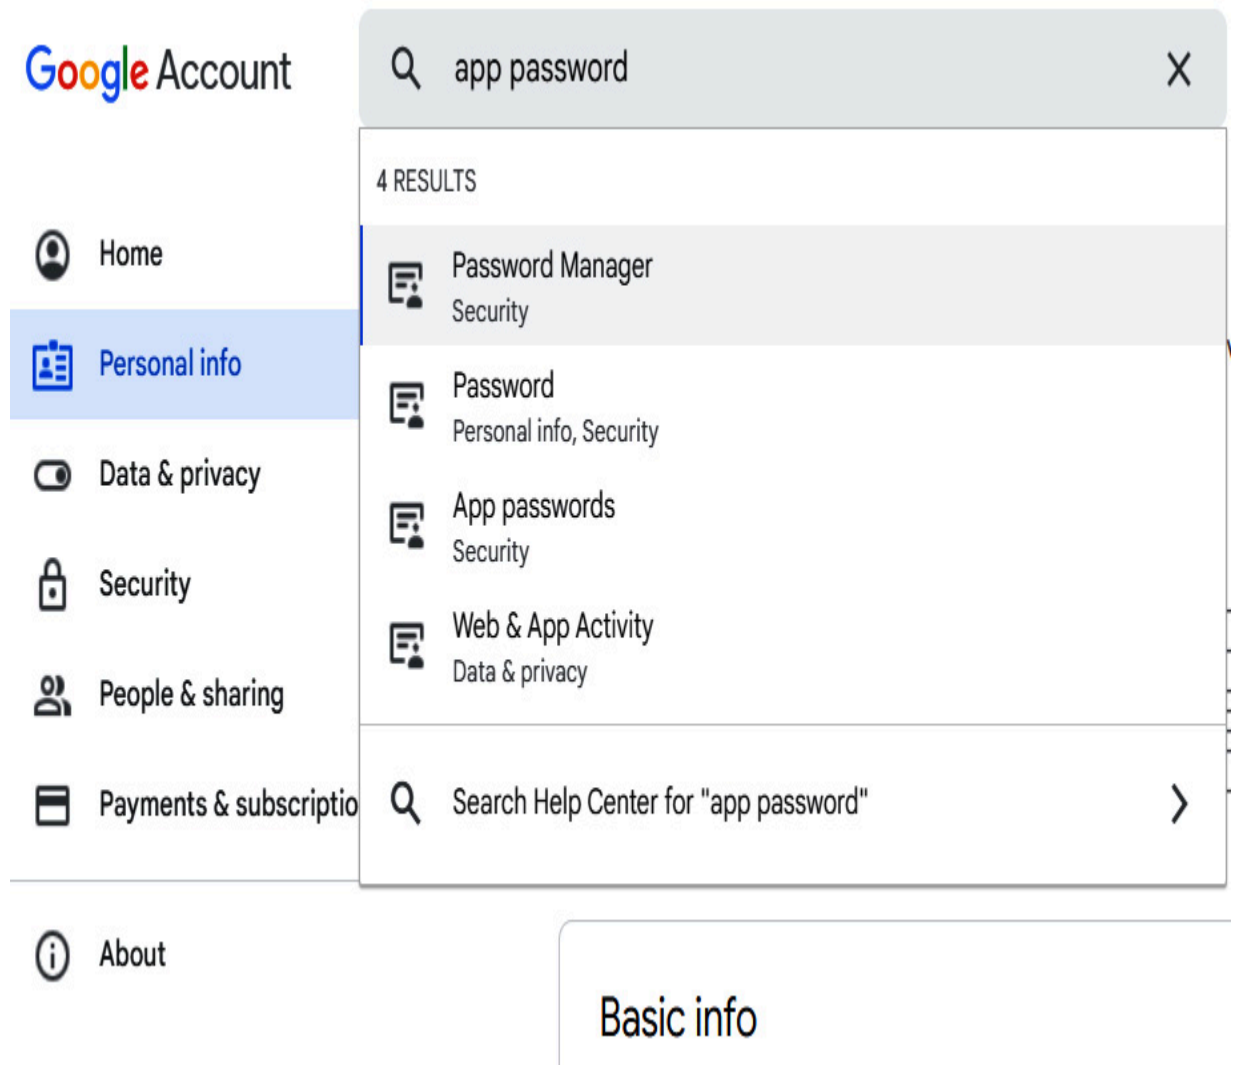 Google Account
app password
4 RESULTS
Home
Password Manager
Security
Personal info
Password
Personal info, Security
Data & privacy
App passwords
Security
Security
Web & App Activity
Data & privacy
People & sharing
Payments & subscriptio
Search Help Center for "app password"
About
Basic info